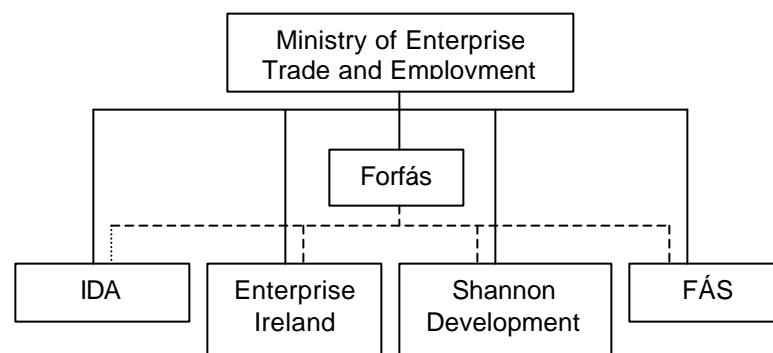 Ministry of Enterprise
Trade and Employment
Forfás
IDA
Enterprise
Ireland
Shannon
Development
FÁS